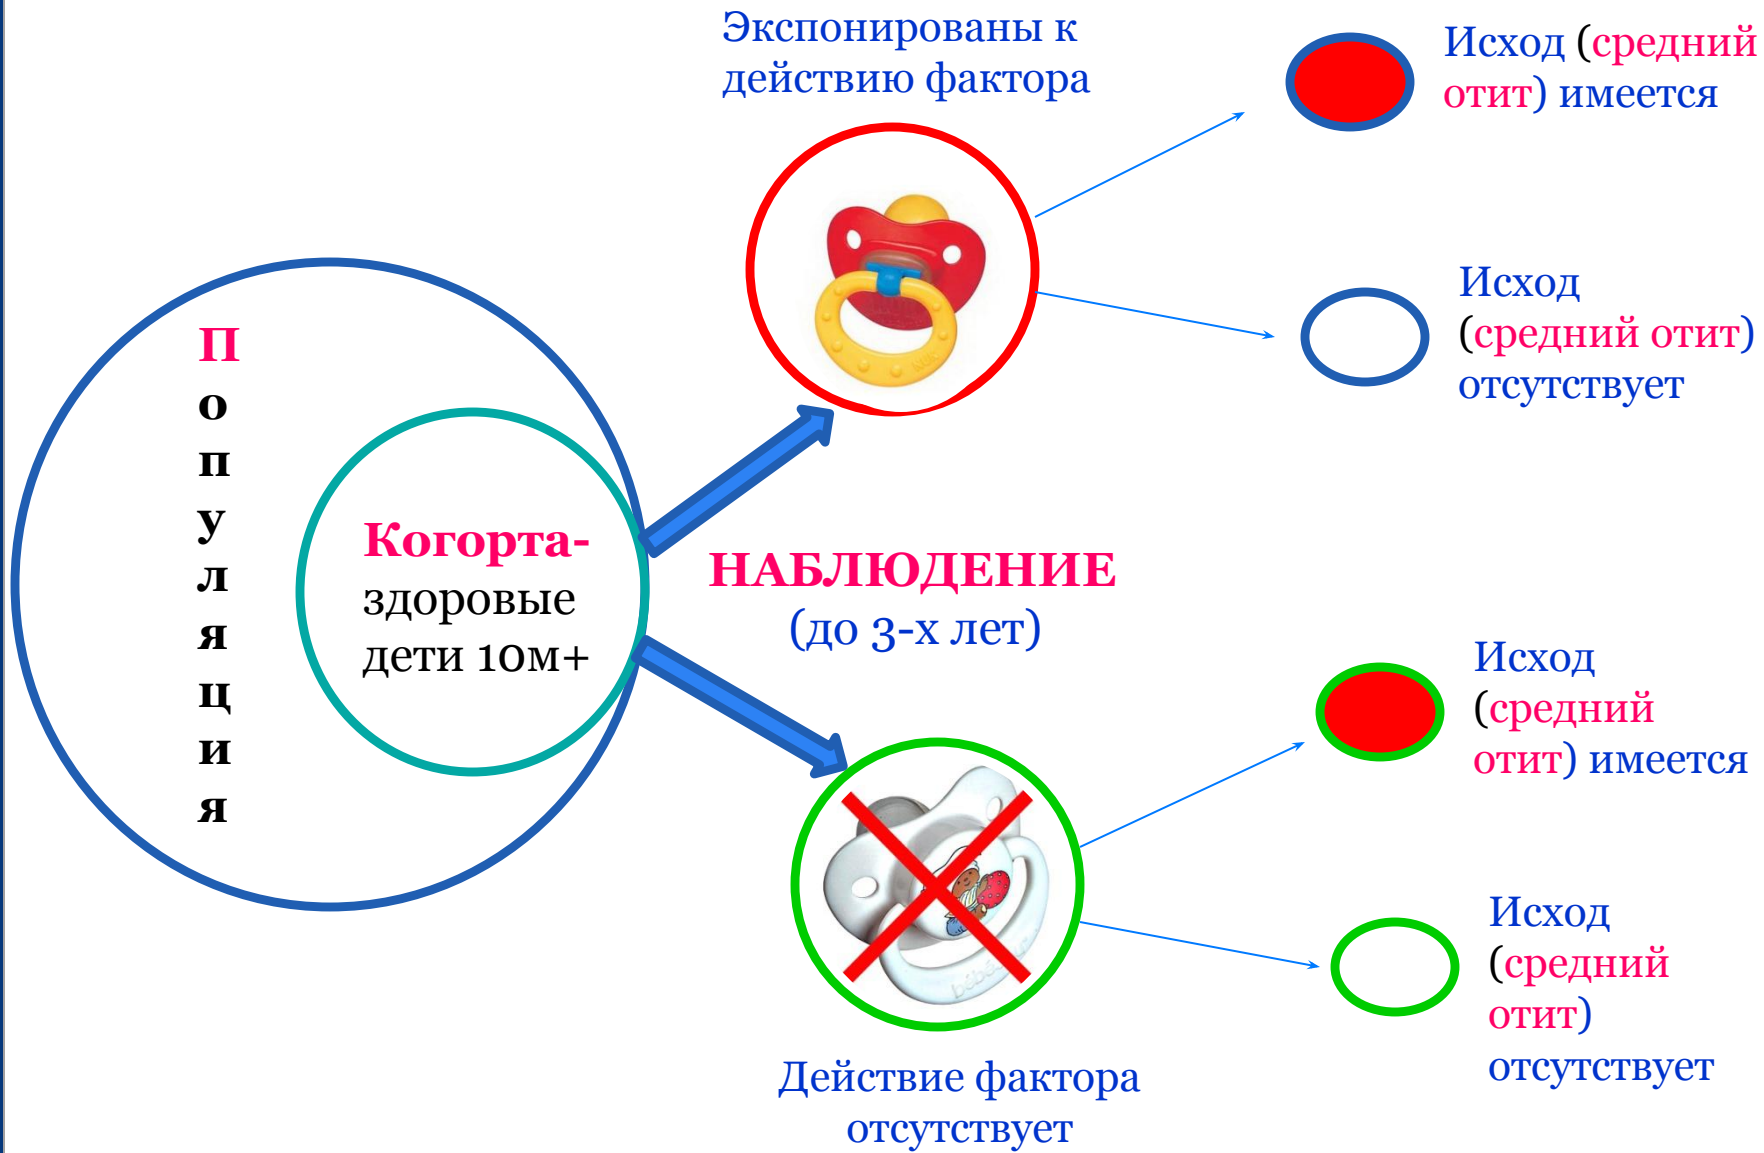 Экспонированы к
действию фактора
Исход (средний
отит) имеется
Исход
(средний отит)
отсутствует
Популяция
Когорта-
здоровые
дети 10м+
НАБЛЮДЕНИЕ
(до 3-х лет)
Исход
(средний
отит) имеется
Исход
(средний
отит)
отсутствует
Действие фактора
отсутствует